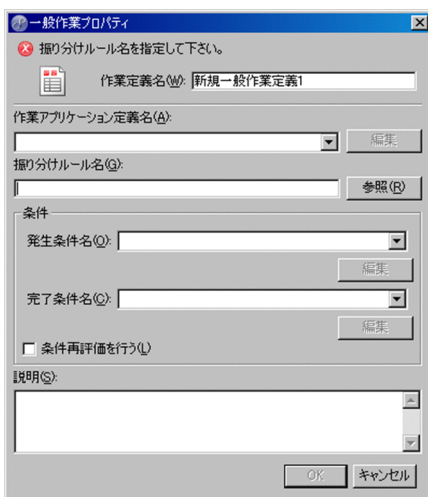 一般作業プロパティ
振り分けルール名を指定して下さい。
作業定義名(W): 新規一般作業定義1
作業アプリケーション定義名(A):
編集
振り分けルール名(G):
参照(R)
条件
発生条件名(O):
編集
完了条件名(C):
編集
条件再評価を行う(L)
説明(S):
OK キャンセル